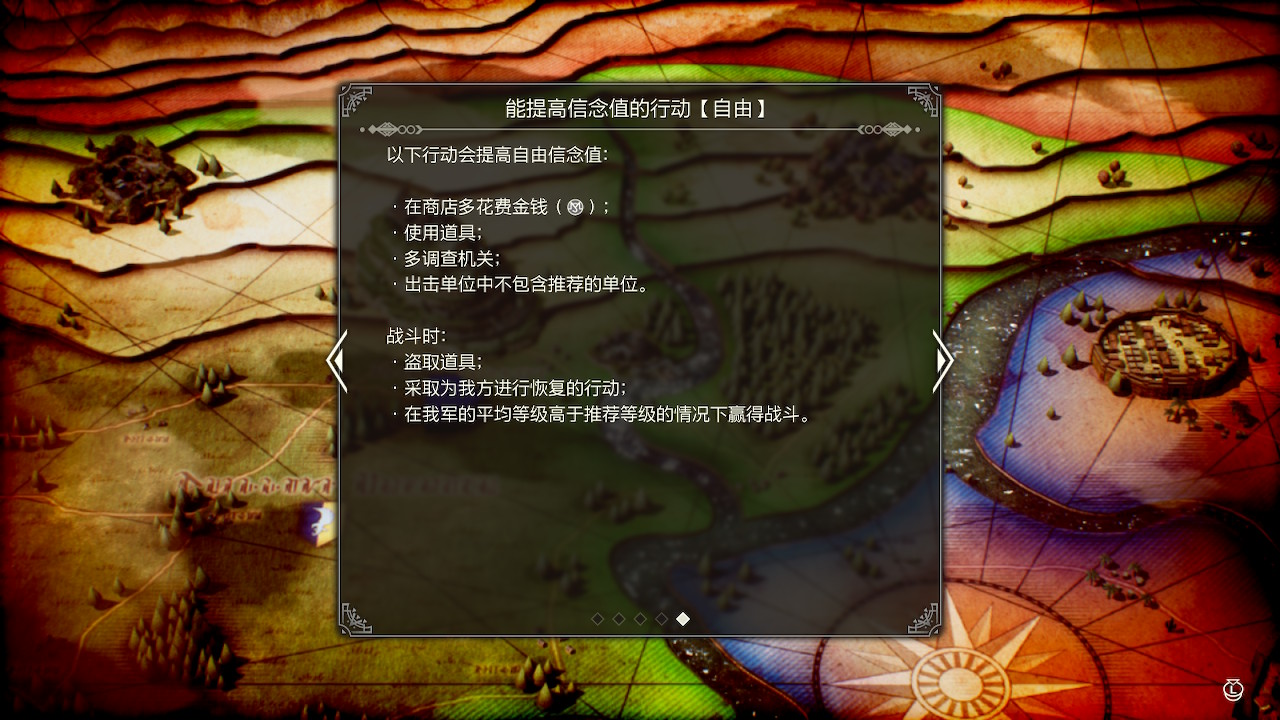 能提高信念值的行动【自由】
以下行动会提高自由信念值：
·在商店多花费金钱（Ⓜ）；
·使用道具；
·多调查机关；
·出击单位中不包含推荐的单位。
战斗时：
·盗取道具；
·采取为我方进行恢复的行动；
·在我军的平均等级高于推荐等级的情况下赢得战斗。
L